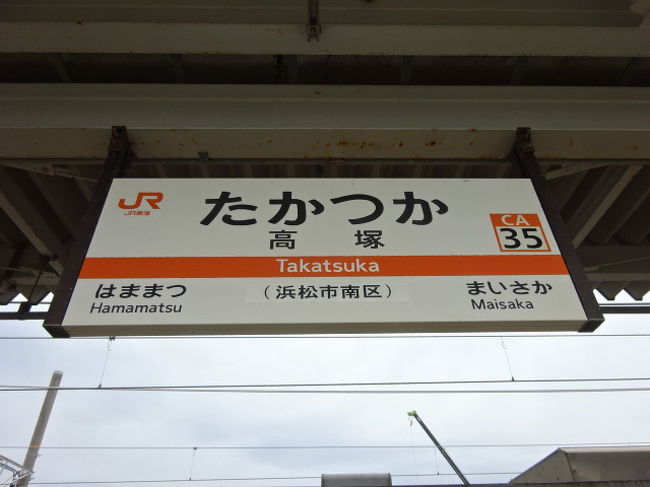 JR
JR東海
たかつか
高塚
CA
35
Takatsuka
はままつ
Hamamatsu
（浜松市南区）
まいさか
Maisaka